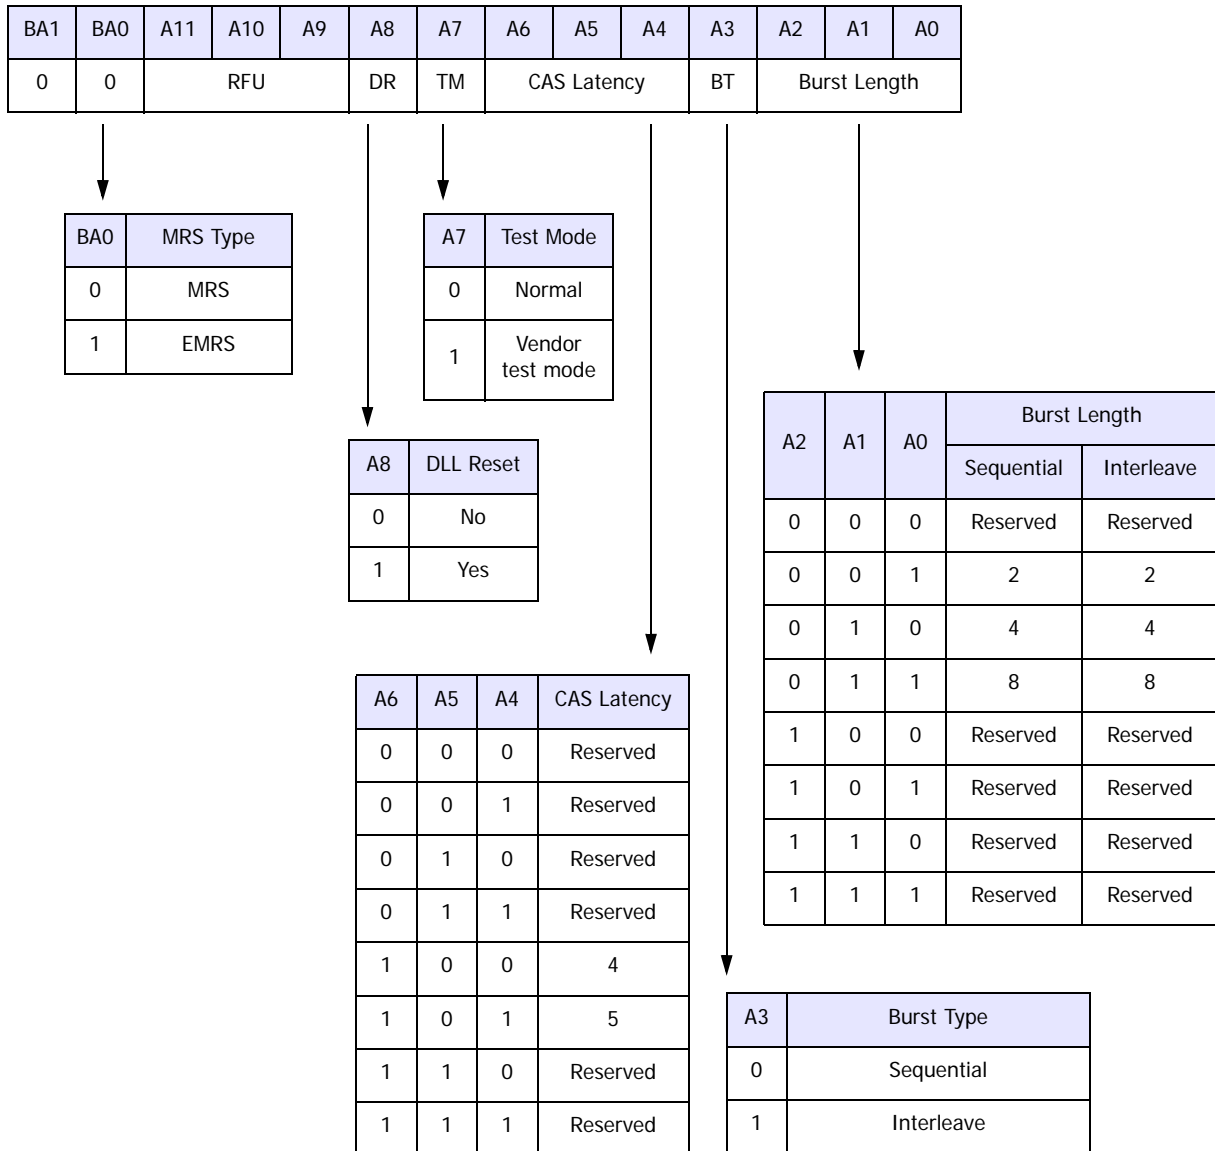 BA1 BA0 A11 A10 A9 A8 A7 A6 A5 A4 A3 A2 A1 A0
0 0 RFU DR TM CAS Latency BT Burst Length
BA0 MRS Type
0 MRS
1 EMRS
A7 Test Mode
0 Normal
1 Vendor
test mode
A8 DLL Reset
0 No
1 Yes
A2 A1 A0 Burst Length
Sequential Interleave
0 0 0 Reserved Reserved
0 0 1 2 2
0 1 0 4 4
0 1 1 8 8
1 0 0 Reserved Reserved
1 0 1 Reserved Reserved
1 1 0 Reserved Reserved
1 1 1 Reserved Reserved
A6 A5 A4 CAS Latency
0 0 0 Reserved
0 0 1 Reserved
0 1 0 Reserved
0 1 1 Reserved
1 0 0 4
1 0 1 5
1 1 0 Reserved
1 1 1 Reserved
A3 Burst Type
0 Sequential
1 Interleave